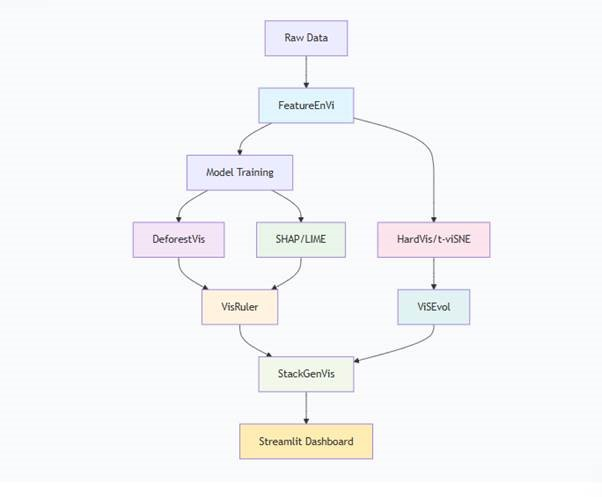 Raw Data
FeatureEnVi
Model Training
DeforestVis
SHAP/LIME
HardVis/t-viSNE
VisRuler
ViSEvol
StackGenVis
Streamlit Dashboard